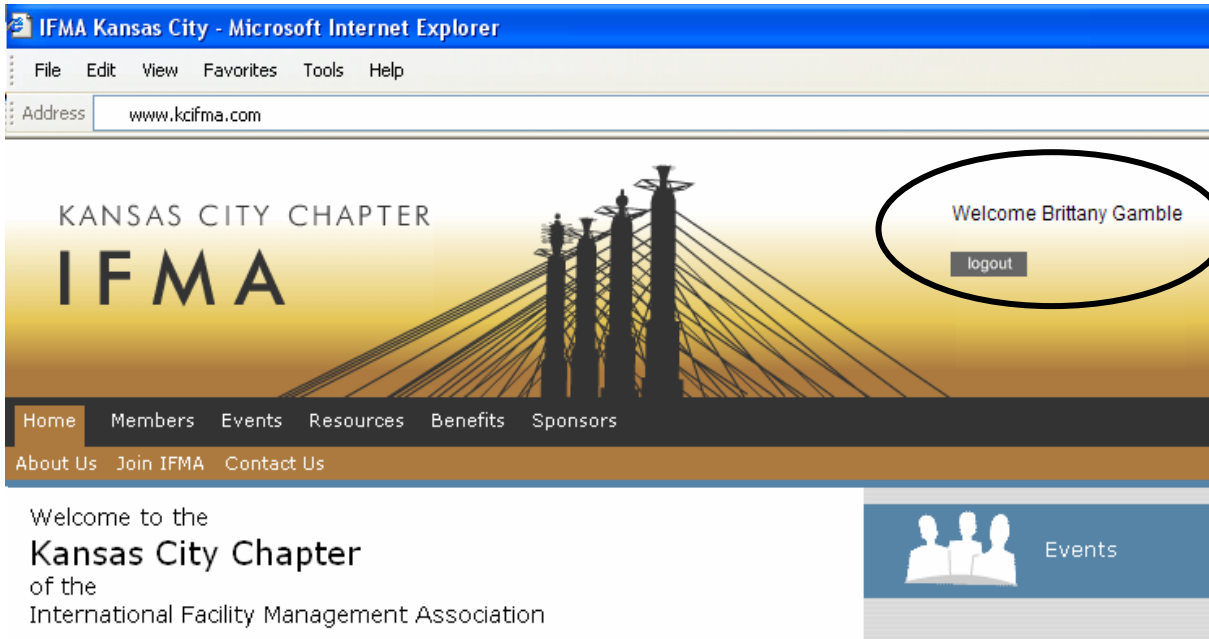 IFMA Kansas City - Microsoft Internet Explorer
File Edit View Favorites Tools Help
Address www.kcifma.com
KANSAS CITY CHAPTER
IFMA
Welcome Brittany Gamble
logout
Home Members Events Resources Benefits Sponsors
About Us Join IFMA Contact Us
Welcome to the
Kansas City Chapter
of the
International Facility Management Association
Events